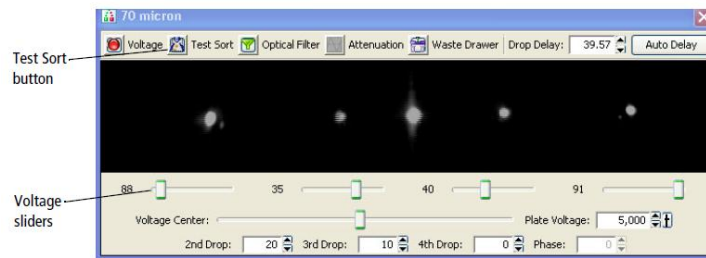 70 micron
Voltage Test Sort Optical Filter Attenuation Waste Drawer Drop Delay: 39.57 Auto Delay
Test Sort
button
88 35 40 91
Voltage
sliders
Voltage Center: Plate Voltage: 5,000
2nd Drop: 20 3rd Drop: 10 4th Drop: 0 Phase: 0